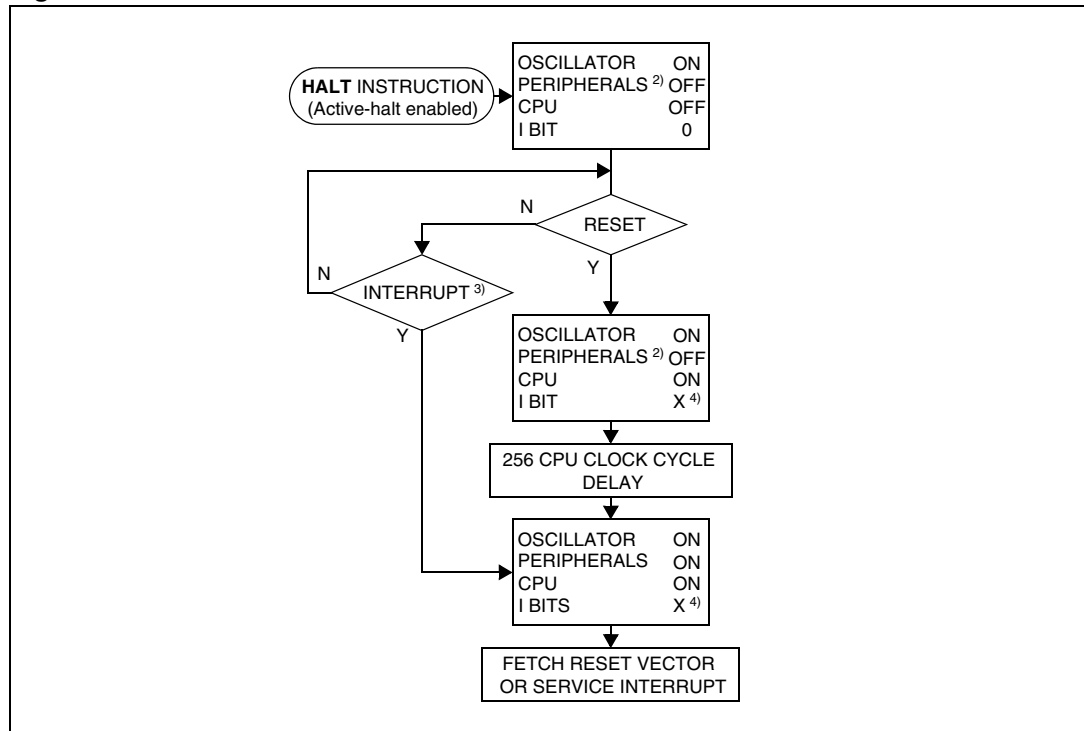 HALT INSTRUCTION
(Active-halt enabled)
OSCILLATOR ON
PERIPHERALS 2) OFF
CPU OFF
I BIT 0
N
RESET
Y
N
INTERRUPT 3)
Y
OSCILLATOR ON
PERIPHERALS 2) OFF
CPU ON
I BIT X 4)
256 CPU CLOCK CYCLE
DELAY
OSCILLATOR ON
PERIPHERALS ON
CPU ON
I BITS X 4)
FETCH RESET VECTOR
OR SERVICE INTERRUPT